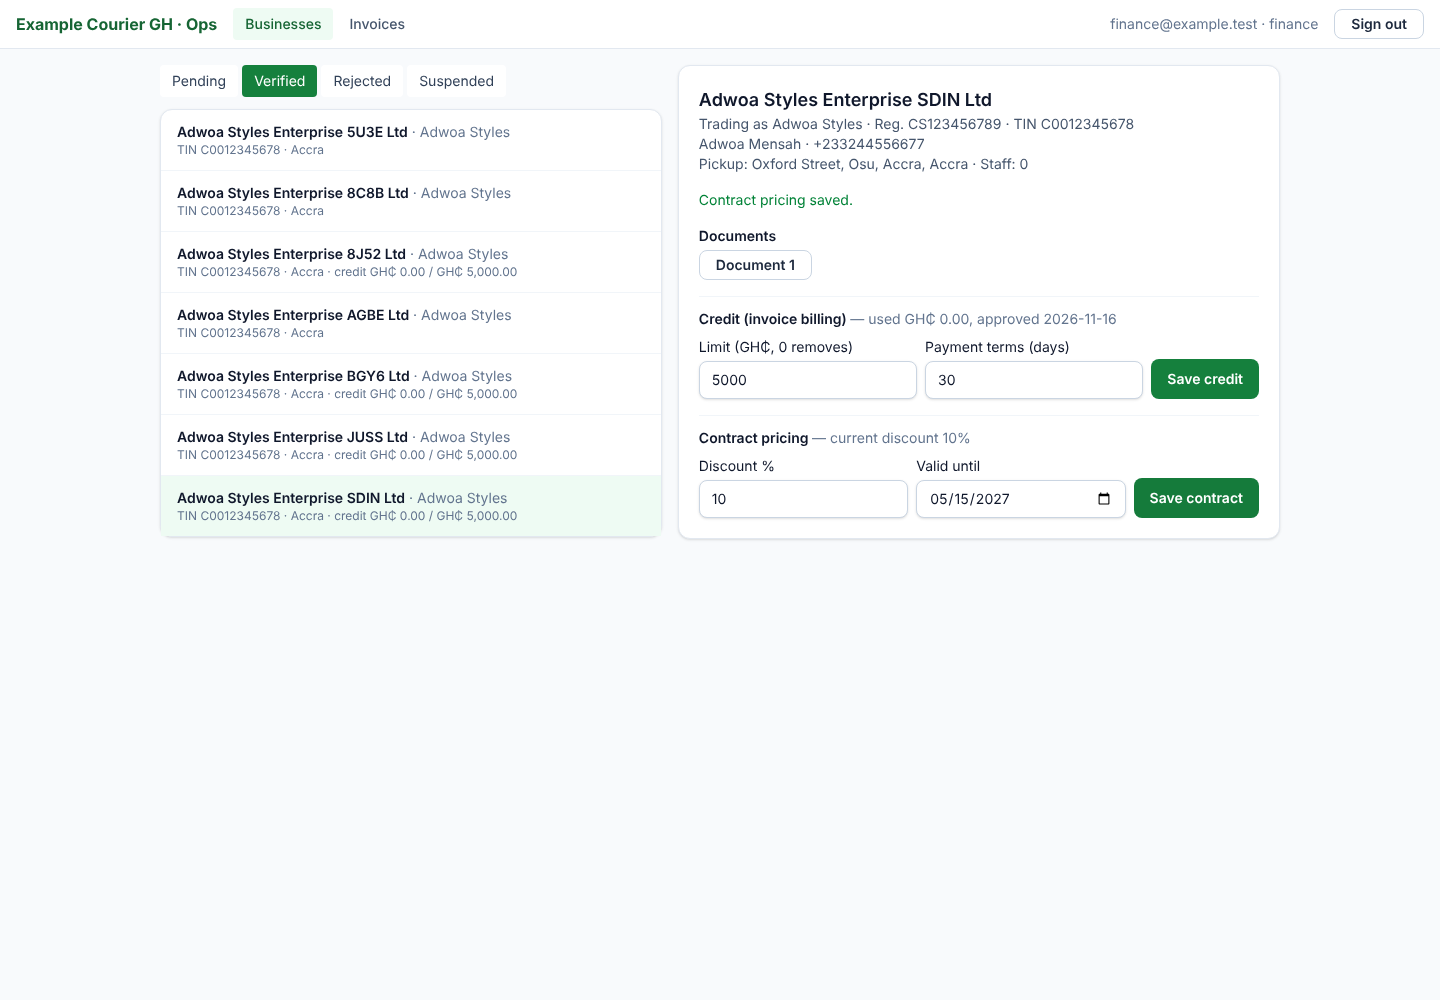 Example Courier GH · Ops
Businesses
Invoices
finance@example.test · finance
Sign out
Pending
Verified
Rejected
Suspended
Adwoa Styles Enterprise 5U3E Ltd · Adwoa Styles
TIN C0012345678 · Accra
Adwoa Styles Enterprise 8C8B Ltd · Adwoa Styles
TIN C0012345678 · Accra
Adwoa Styles Enterprise 8J52 Ltd · Adwoa Styles
TIN C0012345678 · Accra · credit GH₵ 0.00 / GH₵ 5,000.00
Adwoa Styles Enterprise AGBE Ltd · Adwoa Styles
TIN C0012345678 · Accra
Adwoa Styles Enterprise BGY6 Ltd · Adwoa Styles
TIN C0012345678 · Accra · credit GH₵ 0.00 / GH₵ 5,000.00
Adwoa Styles Enterprise JUSS Ltd · Adwoa Styles
TIN C0012345678 · Accra · credit GH₵ 0.00 / GH₵ 5,000.00
Adwoa Styles Enterprise SDIN Ltd · Adwoa Styles
TIN C0012345678 · Accra · credit GH₵ 0.00 / GH₵ 5,000.00
Adwoa Styles Enterprise SDIN Ltd
Trading as Adwoa Styles · Reg. CS123456789 · TIN C0012345678
Adwoa Mensah · +233244556677
Pickup: Oxford Street, Osu, Accra, Accra · Staff: 0
Contract pricing saved.
Documents
Document 1
Credit (invoice billing) — used GH₵ 0.00, approved 2026-11-16
Limit (GH₵, 0 removes)
Payment terms (days)
5000
30
Save credit
Contract pricing — current discount 10%
Discount %
Valid until
10
05/15/2027
Save contract